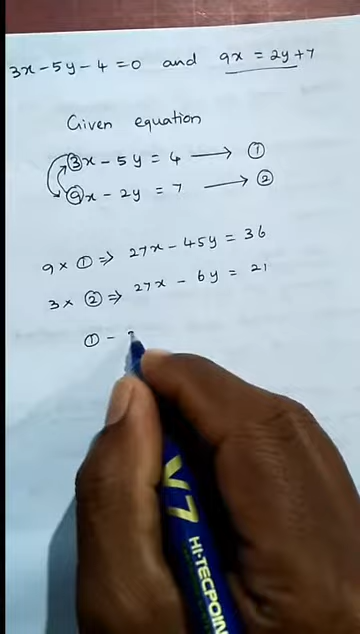 3x - 5y - 4 = 0 and 9x = 2y + 7
Given equation
3x - 5y = 4 ⟶ ①
9x - 2y = 7 ⟶ ②
9 × ① ⇒ 27x - 45y = 36
3 × ② ⇒ 27x - 6y = 21
① -
V7 HI-TECPOIN